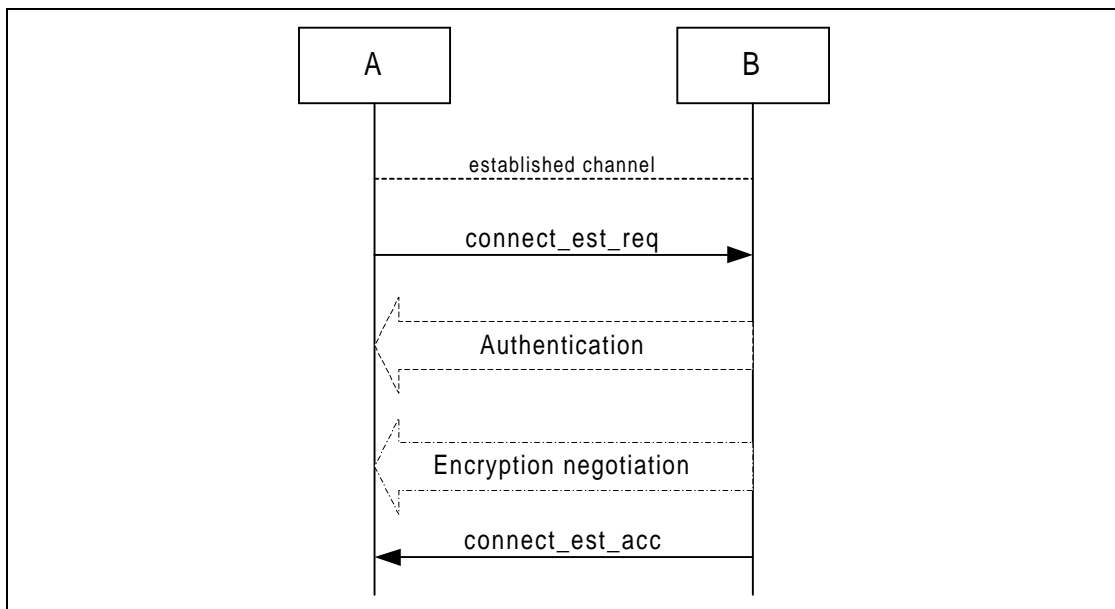 A
B
established channel
connect_est_req
Authentication
Encryption negotiation
connect_est_acc